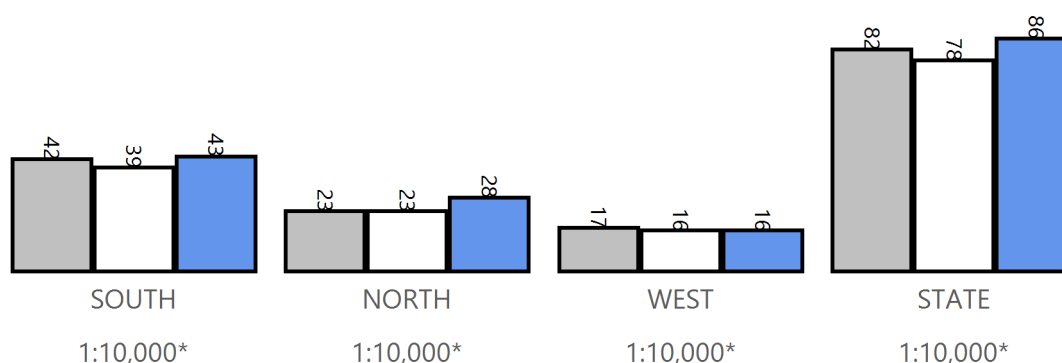 42 39 43 23 23 28 17 16 16 82 78 86
SOUTH NORTH WEST STATE
1:10,000* 1:10,000* 1:10,000* 1:10,000*